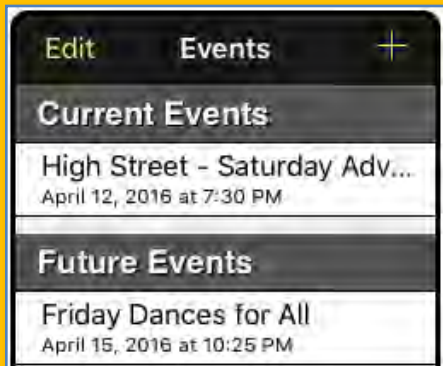 Edit Events +
Current Events
High Street - Saturday Adv...
April 12, 2016 at 7:30 PM
Future Events
Friday Dances for All
April 15, 2016 at 10:25 PM